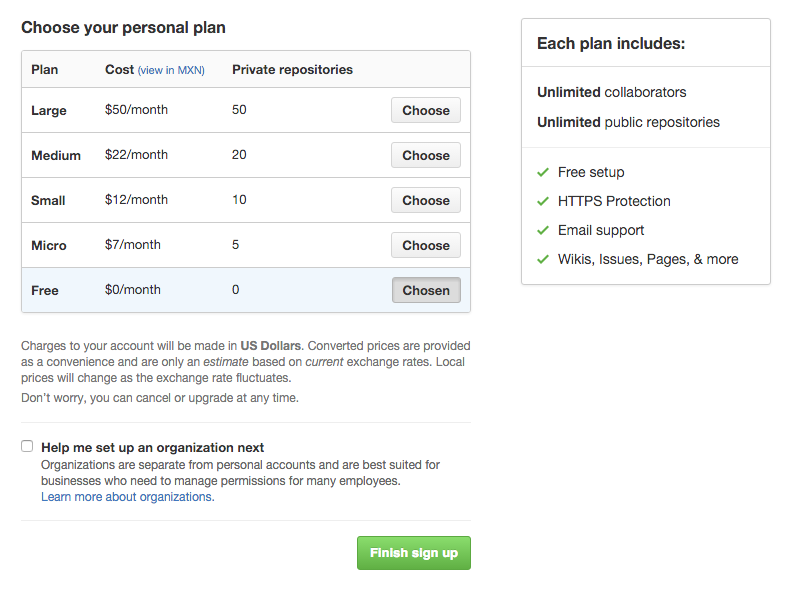 Choose your personal plan
Plan Cost (view in MXN) Private repositories
Large $50/month 50 Choose
Medium $22/month 20 Choose
Small $12/month 10 Choose
Micro $7/month 5 Choose
Free $0/month 0 Chosen
Charges to your account will be made in US Dollars. Converted prices are provided
as a convenience and are only an estimate based on current exchange rates. Local
prices will change as the exchange rate fluctuates.
Don't worry, you can cancel or upgrade at any time.
Help me set up an organization next
Organizations are separate from personal accounts and are best suited for
businesses who need to manage permissions for many employees.
Learn more about organizations.
Finish sign up
Each plan includes:
Unlimited collaborators
Unlimited public repositories
Free setup
HTTPS Protection
Email support
Wikis, Issues, Pages, & more